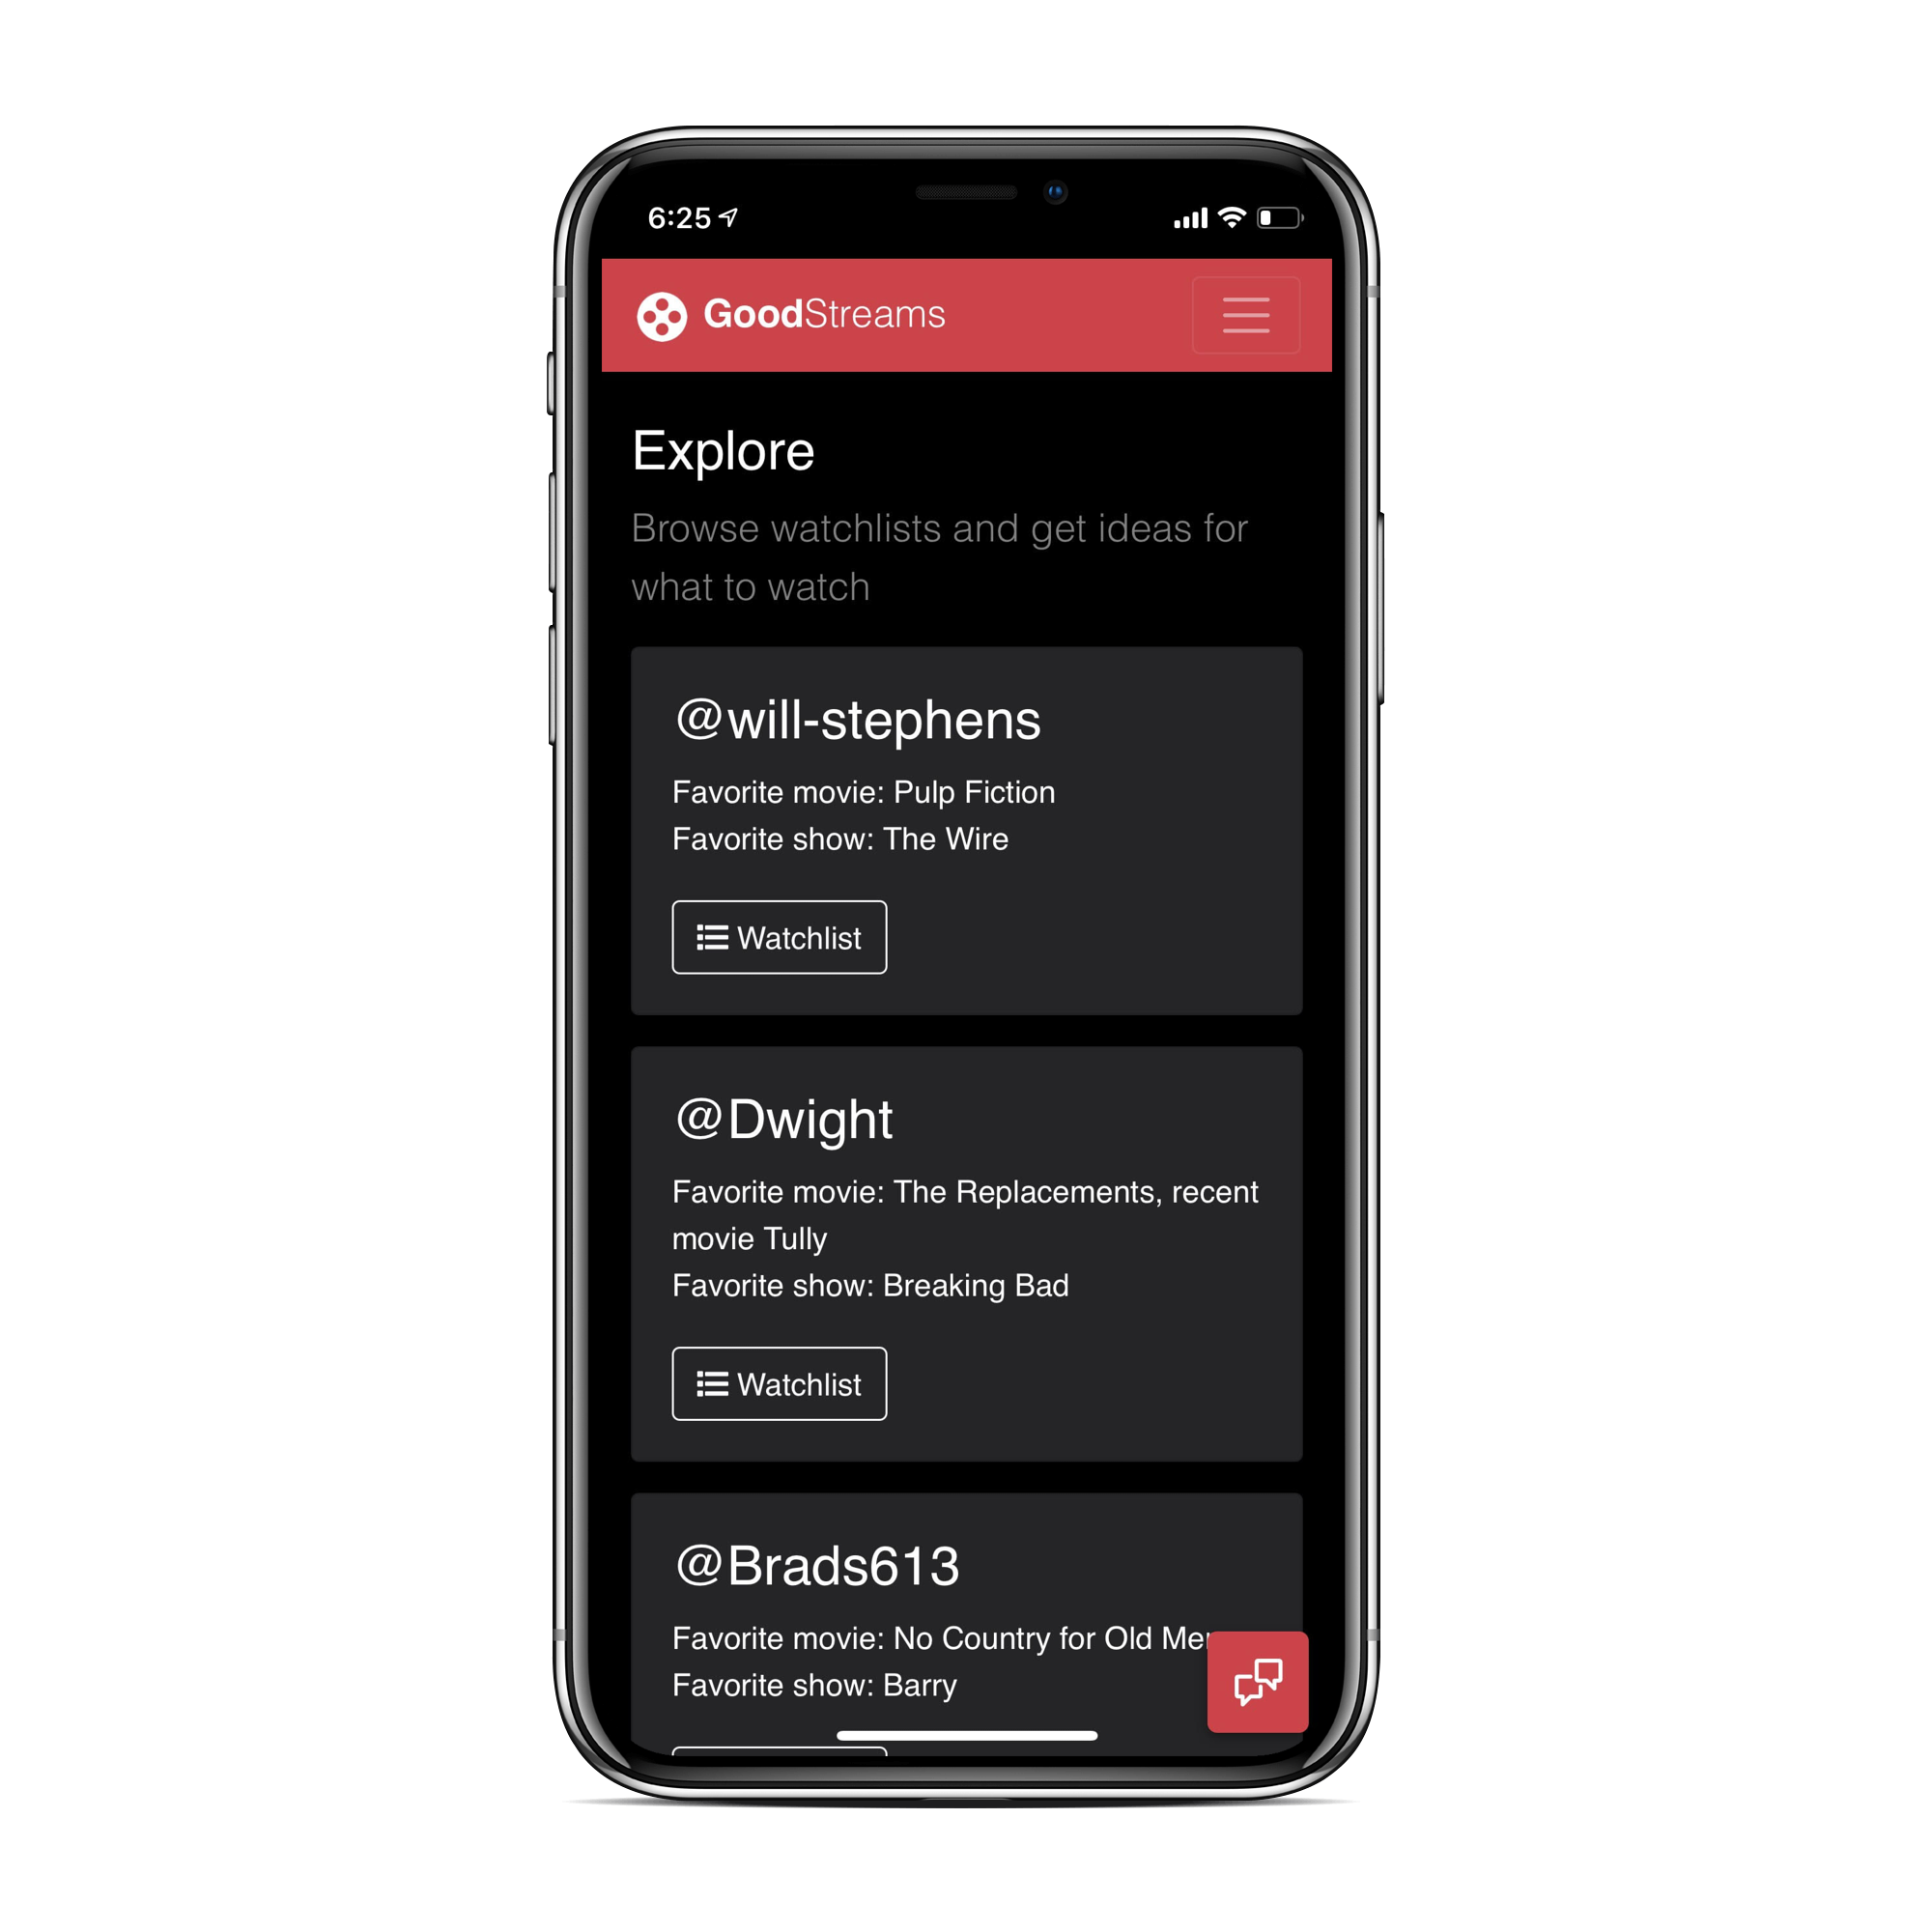 6:25
GoodStreams
Explore
Browse watchlists and get ideas for
what to watch
@will-stephens
Favorite movie: Pulp Fiction
Favorite show: The Wire
Watchlist
@Dwight
Favorite movie: The Replacements, recent
movie Tully
Favorite show: Breaking Bad
Watchlist
@Brads613
Favorite movie: No Country for Old Men
Favorite show: Barry